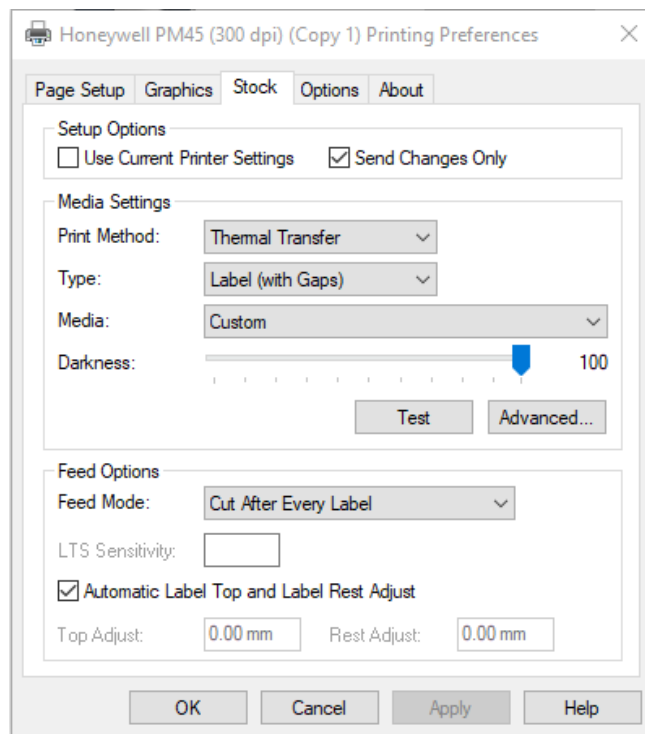 Honeywell PM45 (300 dpi) (Copy 1) Printing Preferences
Page Setup Graphics Stock Options About
Setup Options
Use Current Printer Settings Send Changes Only
Media Settings
Print Method: Thermal Transfer
Type: Label (with Gaps)
Media: Custom
Darkness: 100
Test Advanced...
Feed Options
Feed Mode: Cut After Every Label
LTS Sensitivity:
Automatic Label Top and Label Rest Adjust
Top Adjust: 0.00 mm Rest Adjust: 0.00 mm
OK Cancel Apply Help